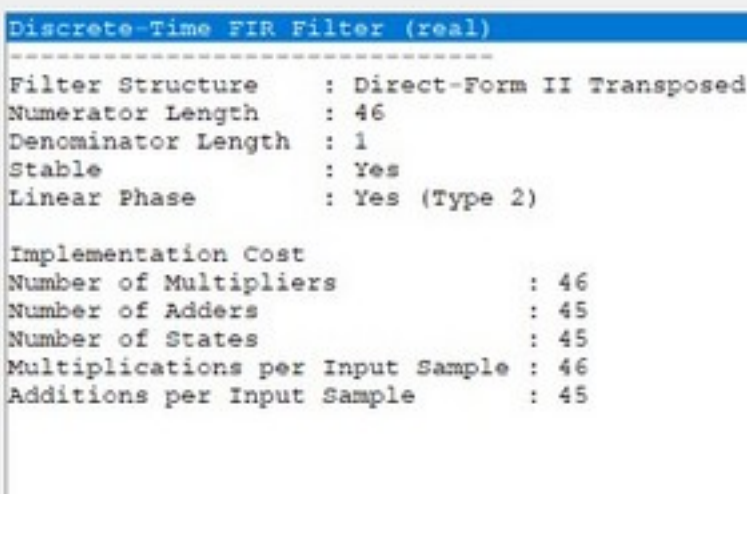 Discrete-Time FIR Filter (real)
-------------------------------
Filter Structure    : Direct-Form II Transposed
Numerator Length    : 46
Denominator Length  : 1
Stable              : Yes
Linear Phase        : Yes (Type 2)
Implementation Cost
Number of Multipliers            : 46
Number of Adders                 : 45
Number of States                 : 45
Multiplications per Input Sample : 46
Additions per Input Sample       : 45